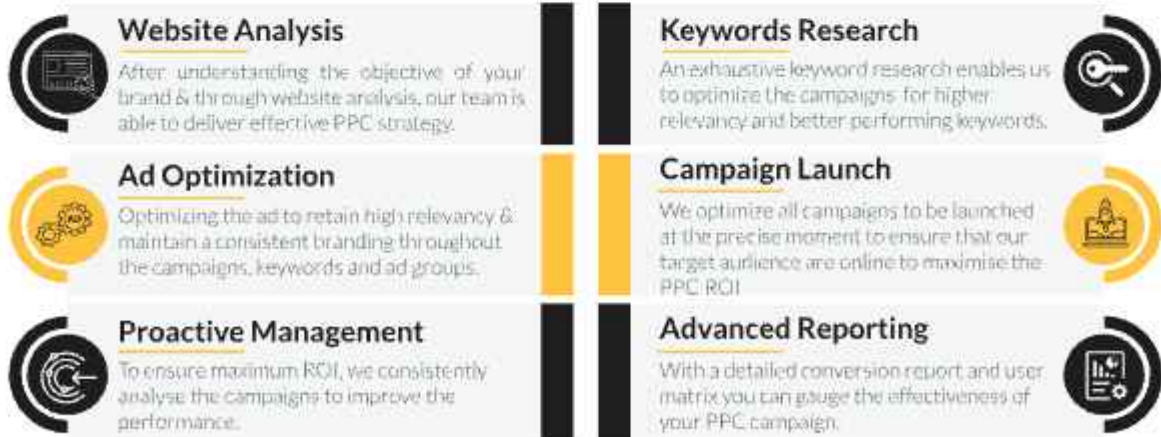 Website Analysis
After understanding the objective of your
brand & through website analysis, our team is
able to deliver effective PPC strategy.
Keywords Research
An exhaustive keyword research enables us
to optimize the campaigns for higher
relevancy and better performing keywords.
Ad Optimization
Optimizing the ad to retain high relevancy &
maintain a consistent branding throughout
the campaigns, keywords and ad groups.
Campaign Launch
We optimize all campaigns to be launched
at the precise moment to ensure that our
target audience are online to maximise the
PPC ROI
Proactive Management
To ensure maximum ROI, we consistently
analyse the campaigns to improve the
performance.
Advanced Reporting
With a detailed conversion report and user
matrix you can gauge the effectiveness of
your PPC campaign.
AD